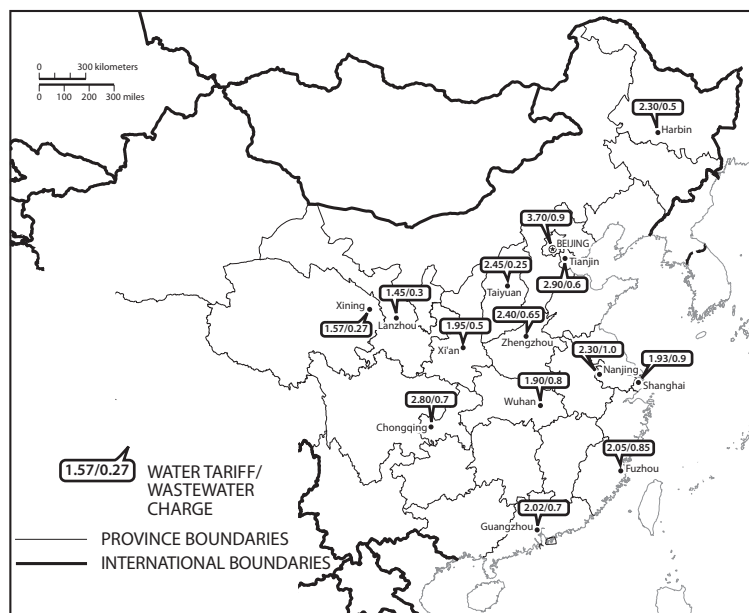 0 300 kilometers
0 100 200 300 miles
2.30/0.5
Harbin
3.70/0.9
BEIJING
Tianjin
2.90/0.6
2.45/0.25
Taiyuan
1.45/0.3
Lanzhou
Xining
1.57/0.27
2.40/0.65
Zhengzhou
1.95/0.5
Xi'an
2.30/1.0
Nanjing
1.93/0.9
Shanghai
1.90/0.8
Wuhan
2.80/0.7
Chongqing
2.05/0.85
Fuzhou
2.02/0.7
Guangzhou
1.57/0.27
WATER TARIFF/
WASTEWATER
CHARGE
PROVINCE BOUNDARIES
INTERNATIONAL BOUNDARIES